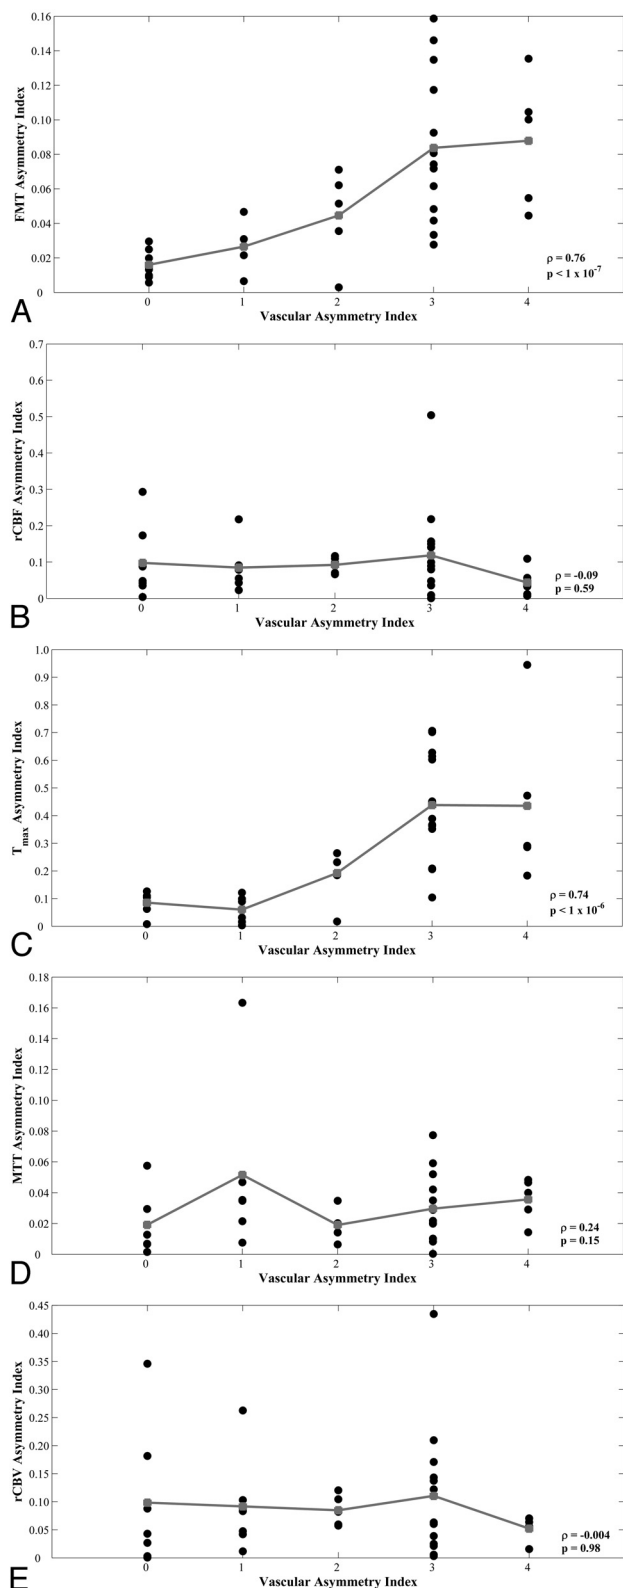 0.16
0.14
0.12
0.10
0.08
0.06
0.04
0.02
0
FMT Asymmetry Index
0 1 2 3 4
Vascular Asymmetry Index
ρ = 0.76
p < 1 x 10⁻⁷
A
0.7
0.6
0.5
0.4
0.3
0.2
0.1
0
rCBF Asymmetry Index
0 1 2 3 4
Vascular Asymmetry Index
ρ = -0.09
p = 0.59
B
1.0
0.9
0.8
0.7
0.6
0.5
0.4
0.3
0.2
0.1
0
Tmax Asymmetry Index
0 1 2 3 4
Vascular Asymmetry Index
ρ = 0.74
p < 1 x 10⁻⁶
C
0.18
0.16
0.14
0.12
0.10
0.08
0.06
0.04
0.02
0
MTT Asymmetry Index
0 1 2 3 4
Vascular Asymmetry Index
ρ = 0.24
p = 0.15
D
0.45
0.40
0.35
0.30
0.25
0.20
0.15
0.10
0.05
0
rCBV Asymmetry Index
0 1 2 3 4
Vascular Asymmetry Index
ρ = -0.004
p = 0.98
E